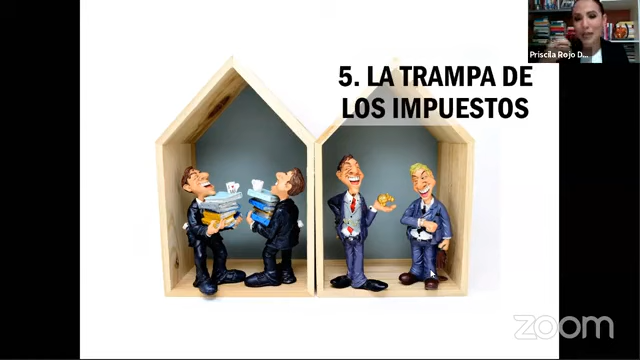 Priscila Rojo D...
5. LA TRAMPA DE
LOS IMPUESTOS
zoom